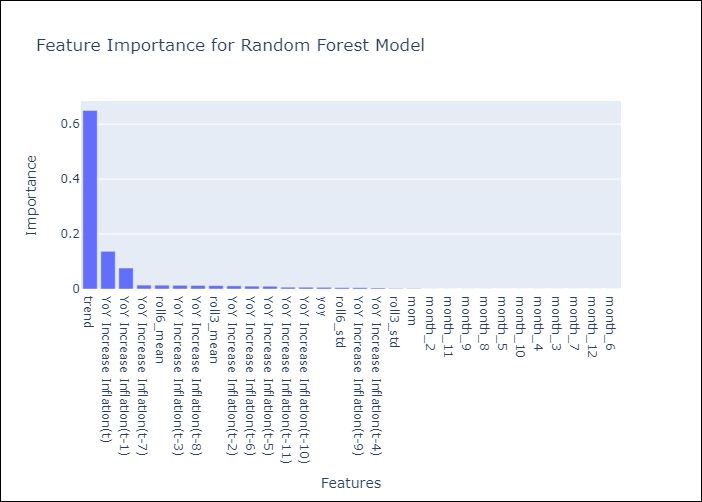 Feature Importance for Random Forest Model
Importance
0.6
0.4
0.2
0
trend
YoY Increase Inflation(t)
YoY Increase Inflation(t-1)
YoY Increase Inflation(t-7)
roll6_mean
YoY Increase Inflation(t-3)
YoY Increase Inflation(t-8)
roll3_mean
YoY Increase Inflation(t-2)
YoY Increase Inflation(t-6)
YoY Increase Inflation(t-5)
YoY Increase Inflation(t-11)
YoY Increase Inflation(t-10)
yoy
roll6_std
YoY Increase Inflation(t-9)
YoY Increase Inflation(t-4)
roll3_std
mom
month_2
month_11
month_9
month_8
month_5
month_10
month_4
month_3
month_7
month_12
month_6
Features